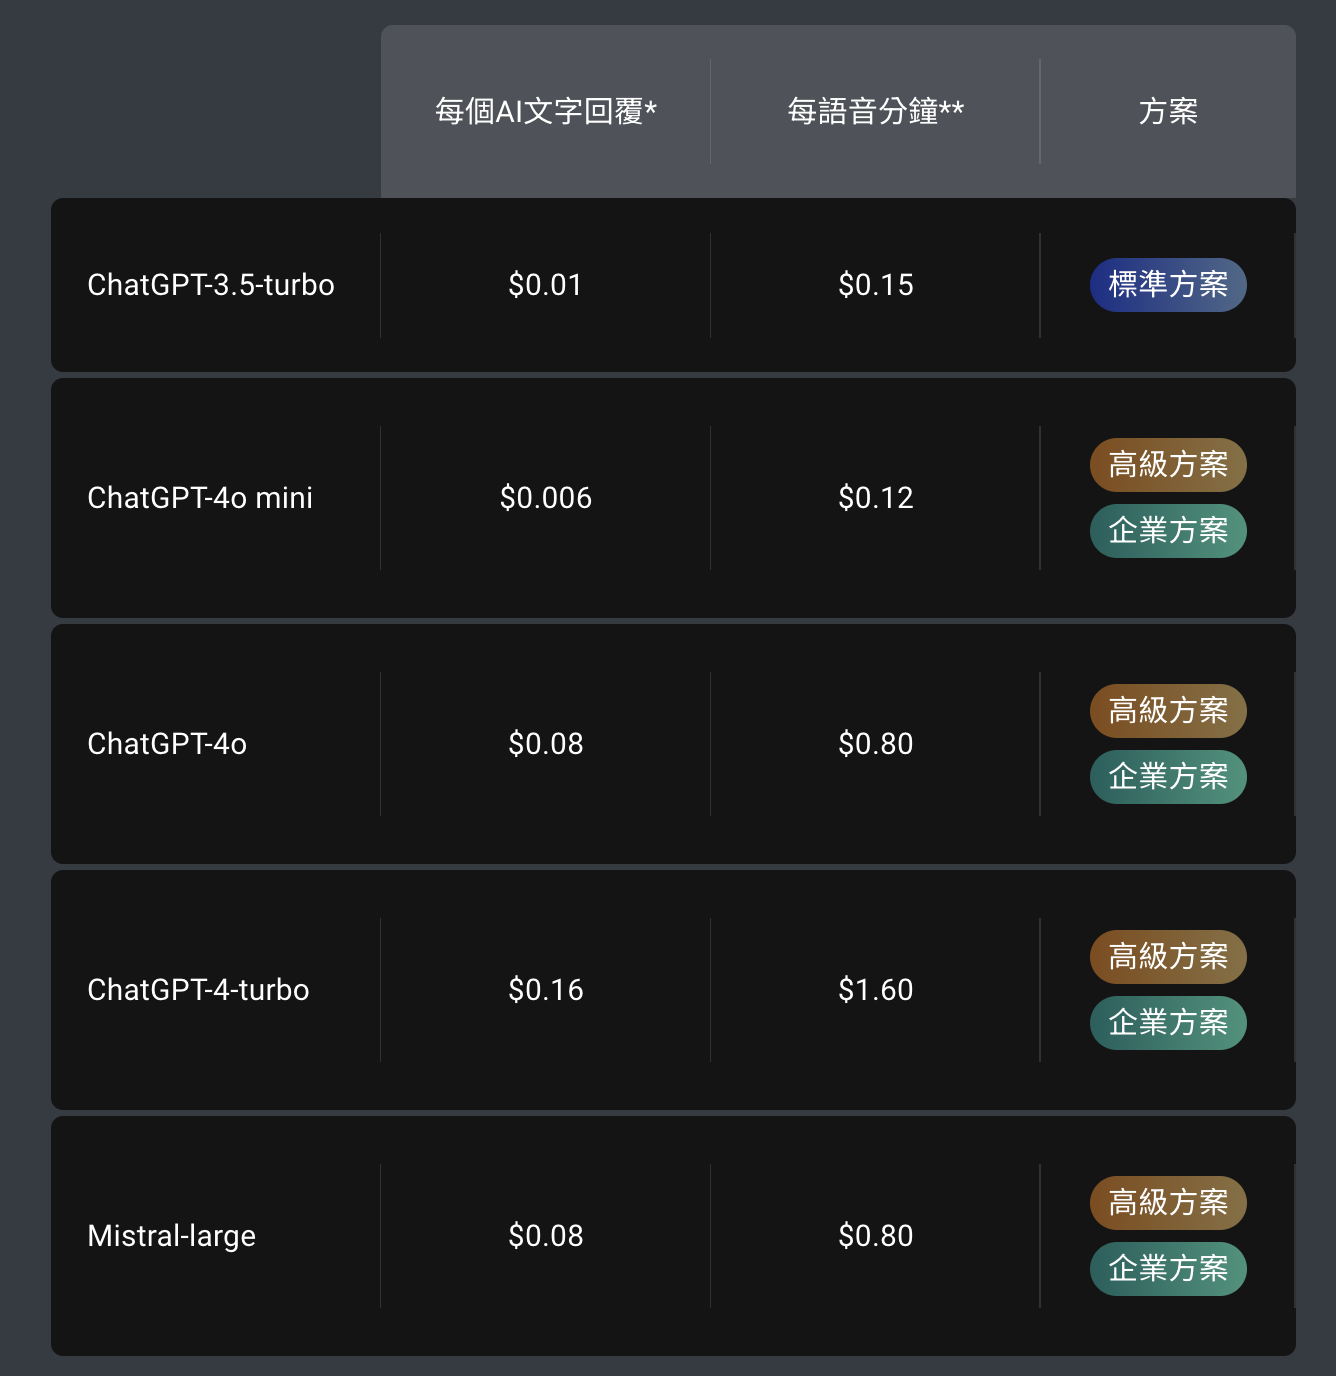 每個AI文字回覆* 每語音分鐘** 方案
ChatGPT-3.5-turbo $0.01 $0.15 標準方案
ChatGPT-4o mini $0.006 $0.12 高級方案
企業方案
ChatGPT-4o $0.08 $0.80 高級方案
企業方案
ChatGPT-4-turbo $0.16 $1.60 高級方案
企業方案
Mistral-large $0.08 $0.80 高級方案
企業方案